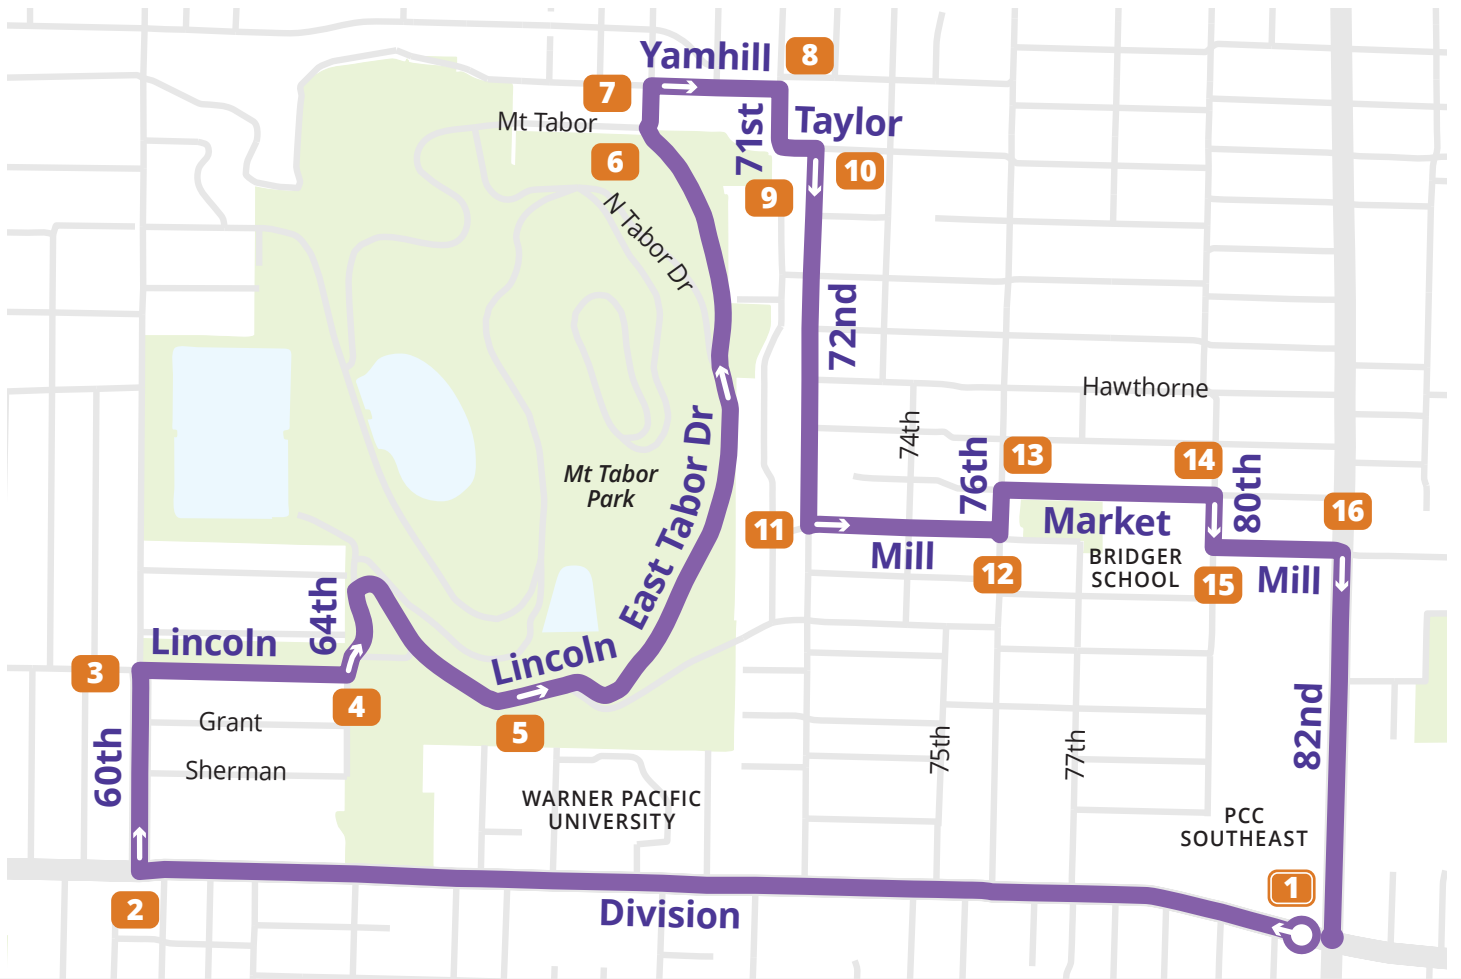 Yamhill
8
7
Mt Tabor
71st
Taylor
6
10
9
N Tabor Dr
72nd
Hawthorne
74th
East Tabor Dr
76th
13
14
80th
Mt Tabor
Park
16
11
Market
Mill
BRIDGER
SCHOOL
12
15
Mill
64th
Lincoln
Lincoln
3
4
5
Grant
Sherman
60th
75th
77th
82nd
WARNER PACIFIC
UNIVERSITY
PCC
SOUTHEAST
1
2
Division